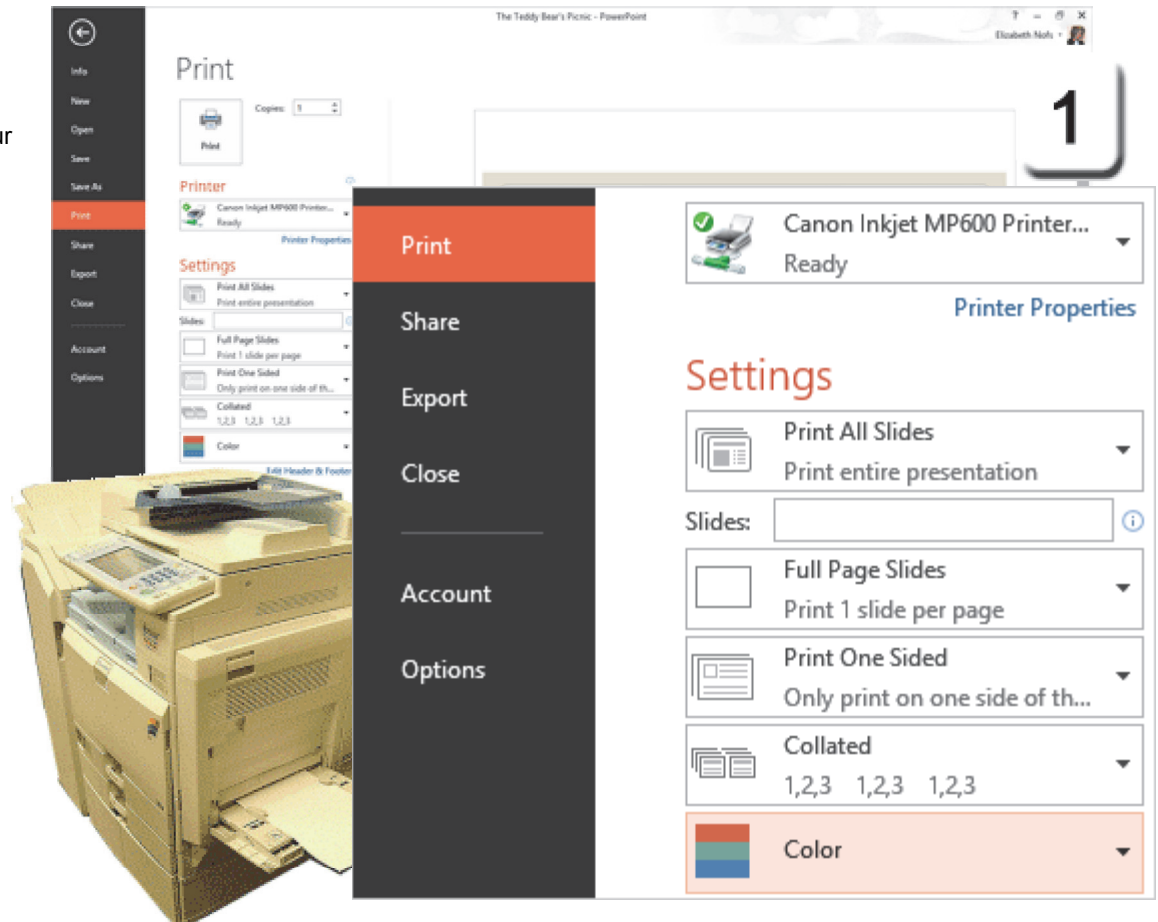 The Teddy Bear's Picnic - PowerPoint
? – X
Elizabeth Nofs
Info
New
Open
ur
Save
Save As
Print
Share
Export
Close
Account
Options
Print
Copies: 1
Print
Printer
Canon Inkjet MP600 Printer...
Ready
Printer Properties
Settings
Print All Slides
Print entire presentation
Slides:
Full Page Slides
Print 1 slide per page
Print One Sided
Only print on one side of th...
Collated
1,2,3 1,2,3 1,2,3
Color
Edit Header & Footer
1
Print
Share
Export
Close
Account
Options
Canon Inkjet MP600 Printer...
Ready
Printer Properties
Settings
Print All Slides
Print entire presentation
Slides:
Full Page Slides
Print 1 slide per page
Print One Sided
Only print on one side of th...
Collated
1,2,3 1,2,3 1,2,3
Color